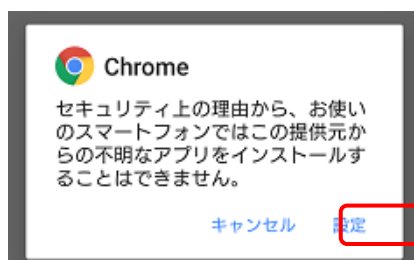 Chrome
セキュリティ上の理由から、お使い
のスマートフォンではこの提供元か
らの不明なアプリをインストールす
ることはできません。
キャンセル 設定